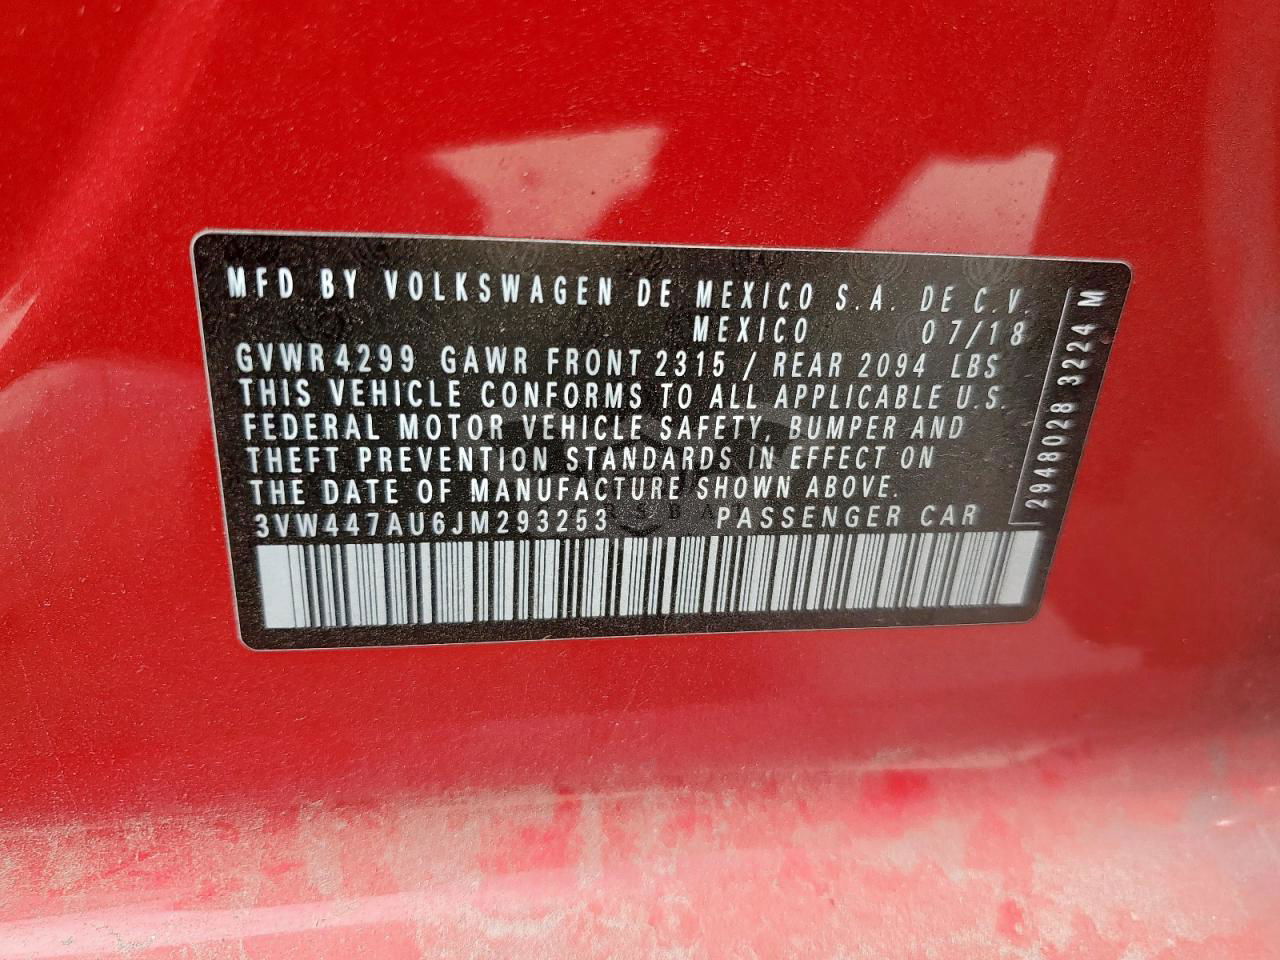 MFD BY VOLKSWAGEN DE MEXICO S.A. DE C.V.
MEXICO 07/18
GVWR 4299 GAWR FRONT 2315 / REAR 2094 LBS
THIS VEHICLE CONFORMS TO ALL APPLICABLE U.S.
FEDERAL MOTOR VEHICLE SAFETY, BUMPER AND
THEFT PREVENTION STANDARDS IN EFFECT ON
THE DATE OF MANUFACTURE SHOWN ABOVE.
3VW447AU6JM293253 PASSENGER CAR
2948028 3224 M